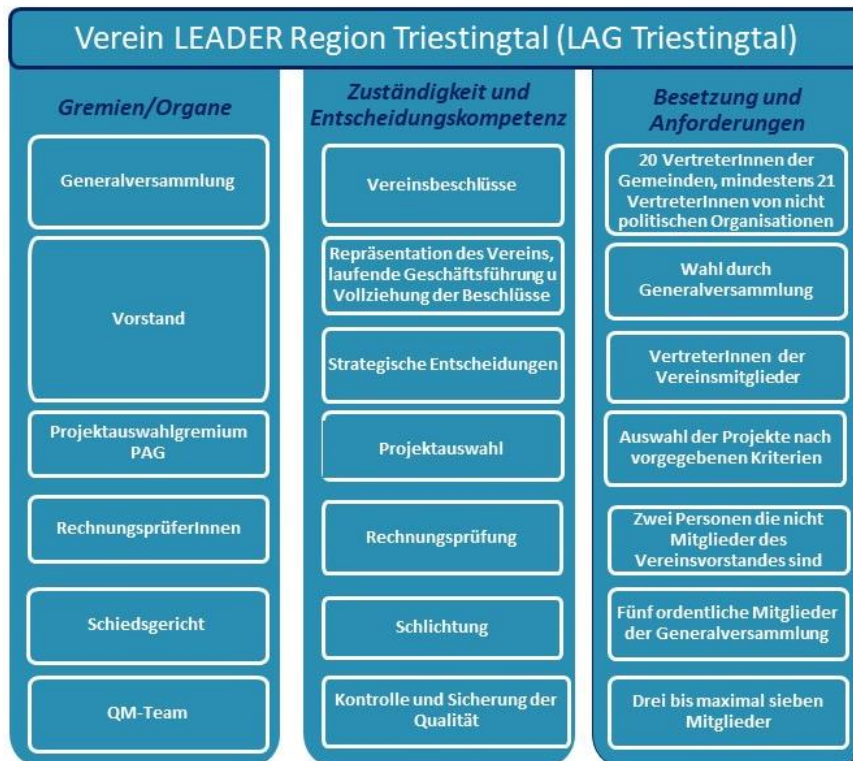 Verein LEADER Region Triestingtal (LAG Triestingtal)
Gremien/Organe
Generalversammlung
Vorstand
Projektauswahlgremium
PAG
RechnungsprüferInnen
Schiedsgericht
QM-Team
Zuständigkeit und
Entscheidungskompetenz
Vereinsbeschlüsse
Repräsentation des Vereins,
laufende Geschäftsführung u
Vollziehung der Beschlüsse
Strategische Entscheidungen
Projektauswahl
Rechnungsprüfung
Schlichtung
Kontrolle und Sicherung der
Qualität
Besetzung und
Anforderungen
20 VertreterInnen der
Gemeinden, mindestens 21
VertreterInnen von nicht
politischen Organisationen
Wahl durch
Generalversammlung
VertreterInnen der
Vereinsmitglieder
Auswahl der Projekte nach
vorgegebenen Kriterien
Zwei Personen die nicht
Mitglieder des
Vereinsvorstandes sind
Fünf ordentliche Mitglieder
der Generalversammlung
Drei bis maximal sieben
Mitglieder